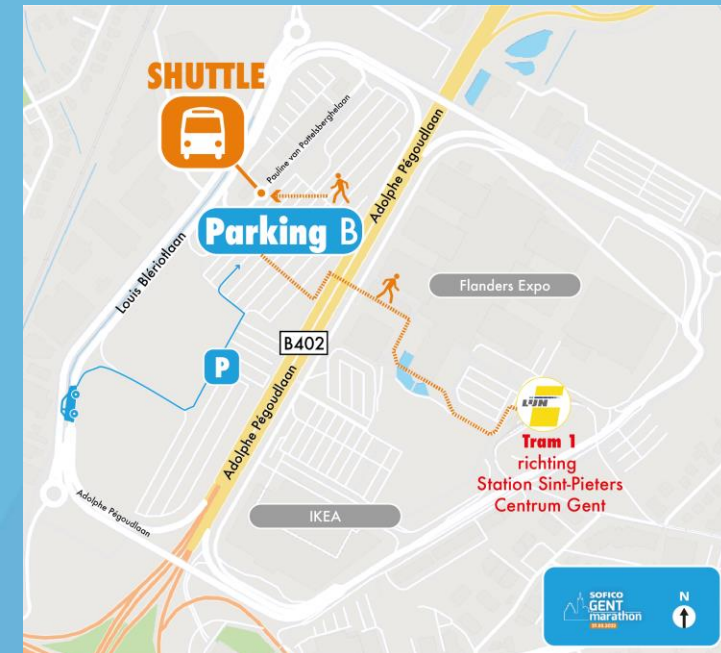 SHUTTLE
Pauline van Pottelsberghelaan
Adolphe Pégoudlaan
Parking B
Louis Blériotlaan
Flanders Expo
P
B402
LIJN
Adolphe Pégoudlaan
Tram 1
richting
Station Sint-Pieters
Centrum Gent
Adolphe Pégoudlaan
IKEA
SOFICO
GENT
marathon
N